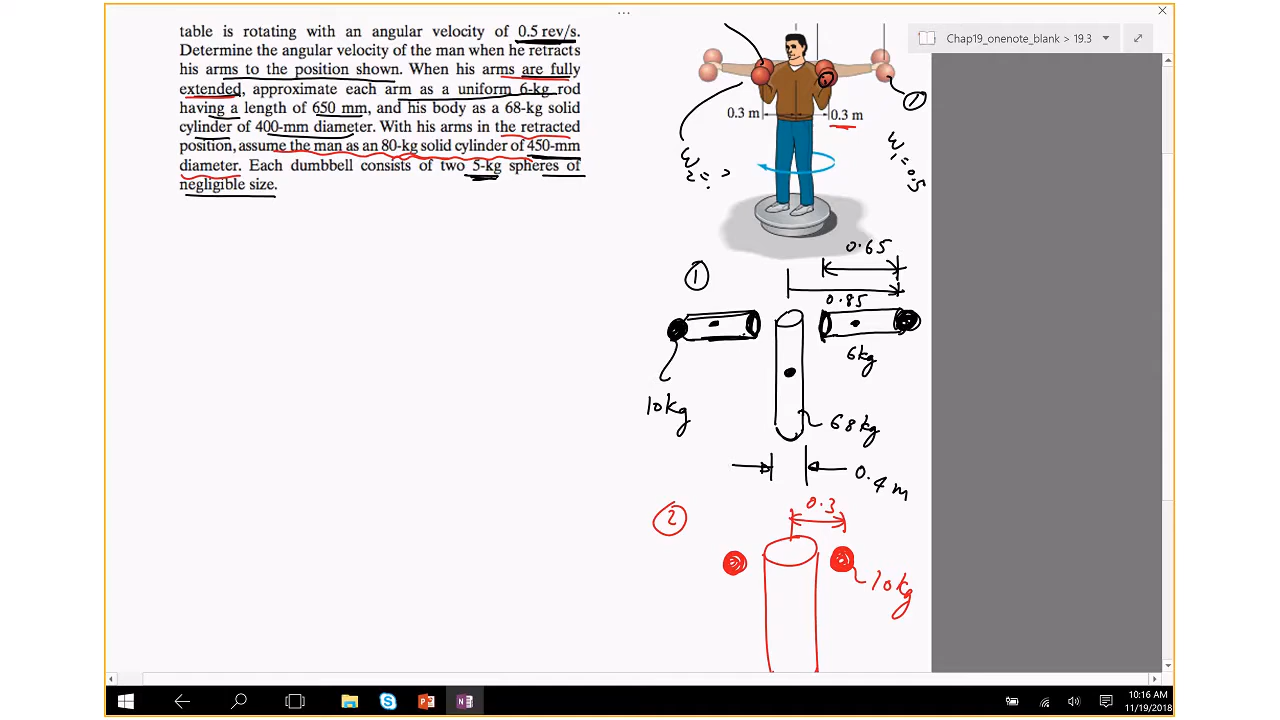 table is rotating with an angular velocity of 0.5 rev/s.
Determine the angular velocity of the man when he retracts
his arms to the position shown. When his arms are fully
extended, approximate each arm as a uniform 6-kg rod
having a length of 650 mm, and his body as a 68-kg solid
cylinder of 400-mm diameter. With his arms in the retracted
position, assume the man as an 80-kg solid cylinder of 450-mm
diameter. Each dumbbell consists of two 5-kg spheres of
negligible size.
Chap19_onenote_blank > 19.3
0.3 m
0.3 m
1
ω₂ = ?
ω₁ = 0.5
1
0.65
0.85
6kg
10kg
68kg
0.4 m
2
0.3
10kg
10:16 AM
11/19/2018